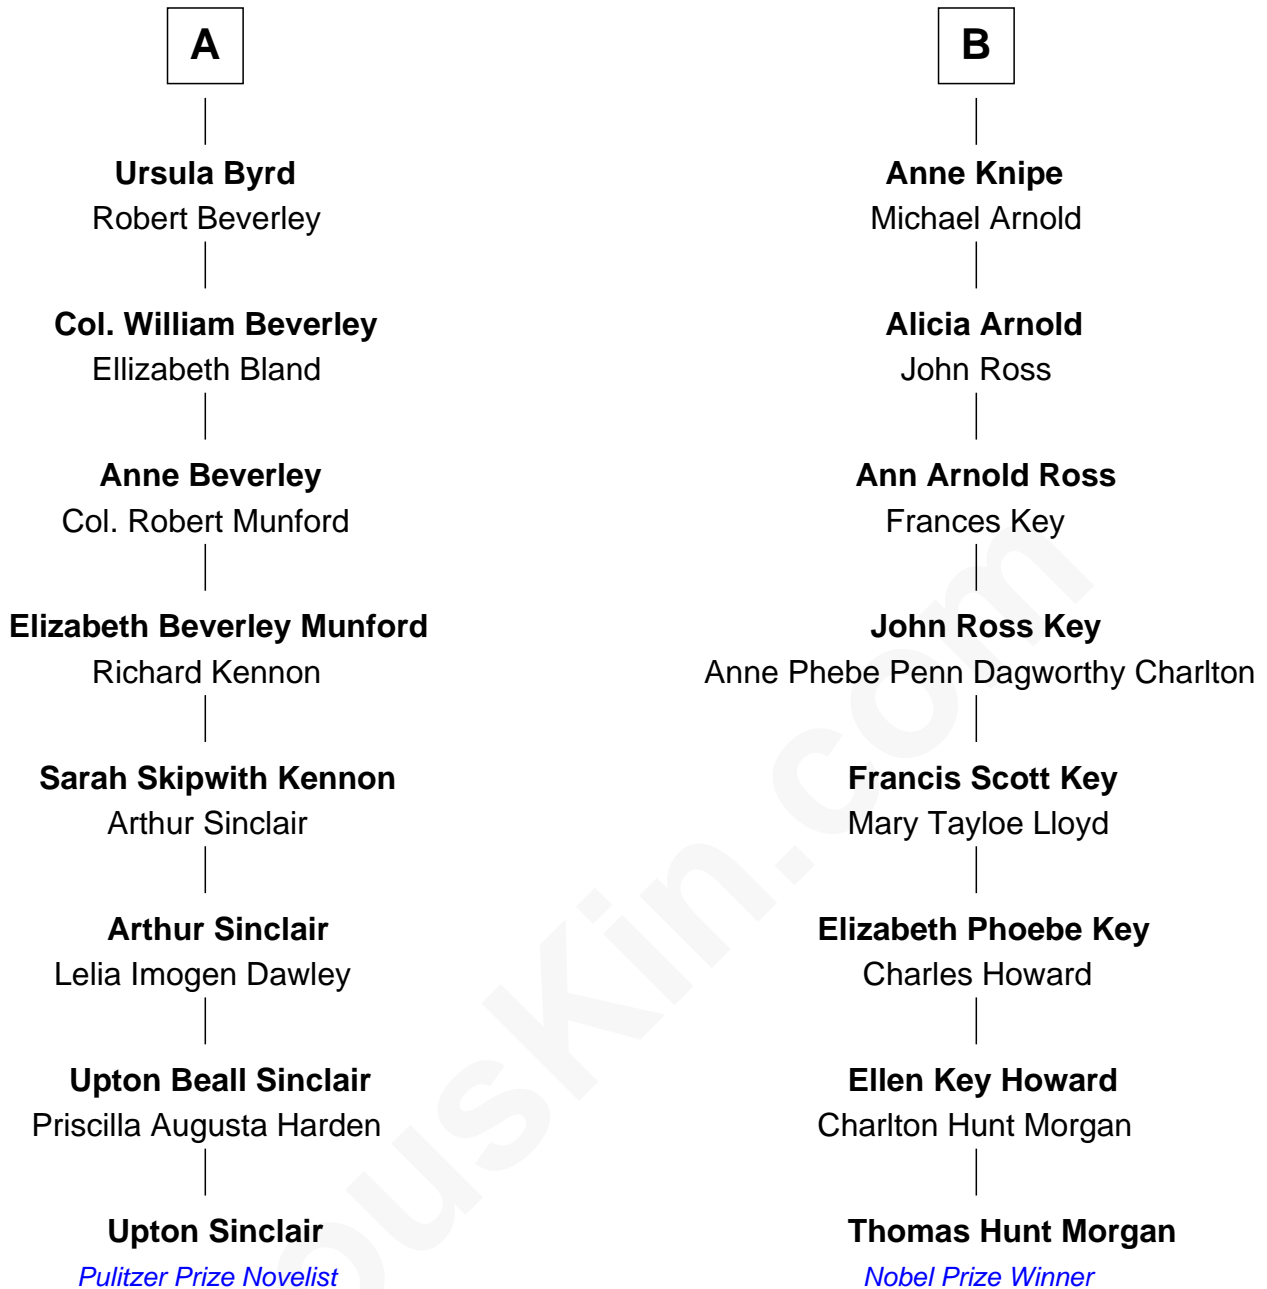 A
Ursula Byrd
Robert Beverley
Col. William Beverley
Ellizabeth Bland
Anne Beverley
Col. Robert Munford
Elizabeth Beverley Munford
Richard Kennon
Sarah Skipwith Kennon
Arthur Sinclair
Arthur Sinclair
Lelia Imogen Dawley
Upton Beall Sinclair
Priscilla Augusta Harden
Upton Sinclair
Pulitzer Prize Novelist
B
Anne Knipe
Michael Arnold
Alicia Arnold
John Ross
Ann Arnold Ross
Frances Key
John Ross Key
Anne Phebe Penn Dagworthy Charlton
Francis Scott Key
Mary Tayloe Lloyd
Elizabeth Phoebe Key
Charles Howard
Ellen Key Howard
Charlton Hunt Morgan
Thomas Hunt Morgan
Nobel Prize Winner
ousKin.com